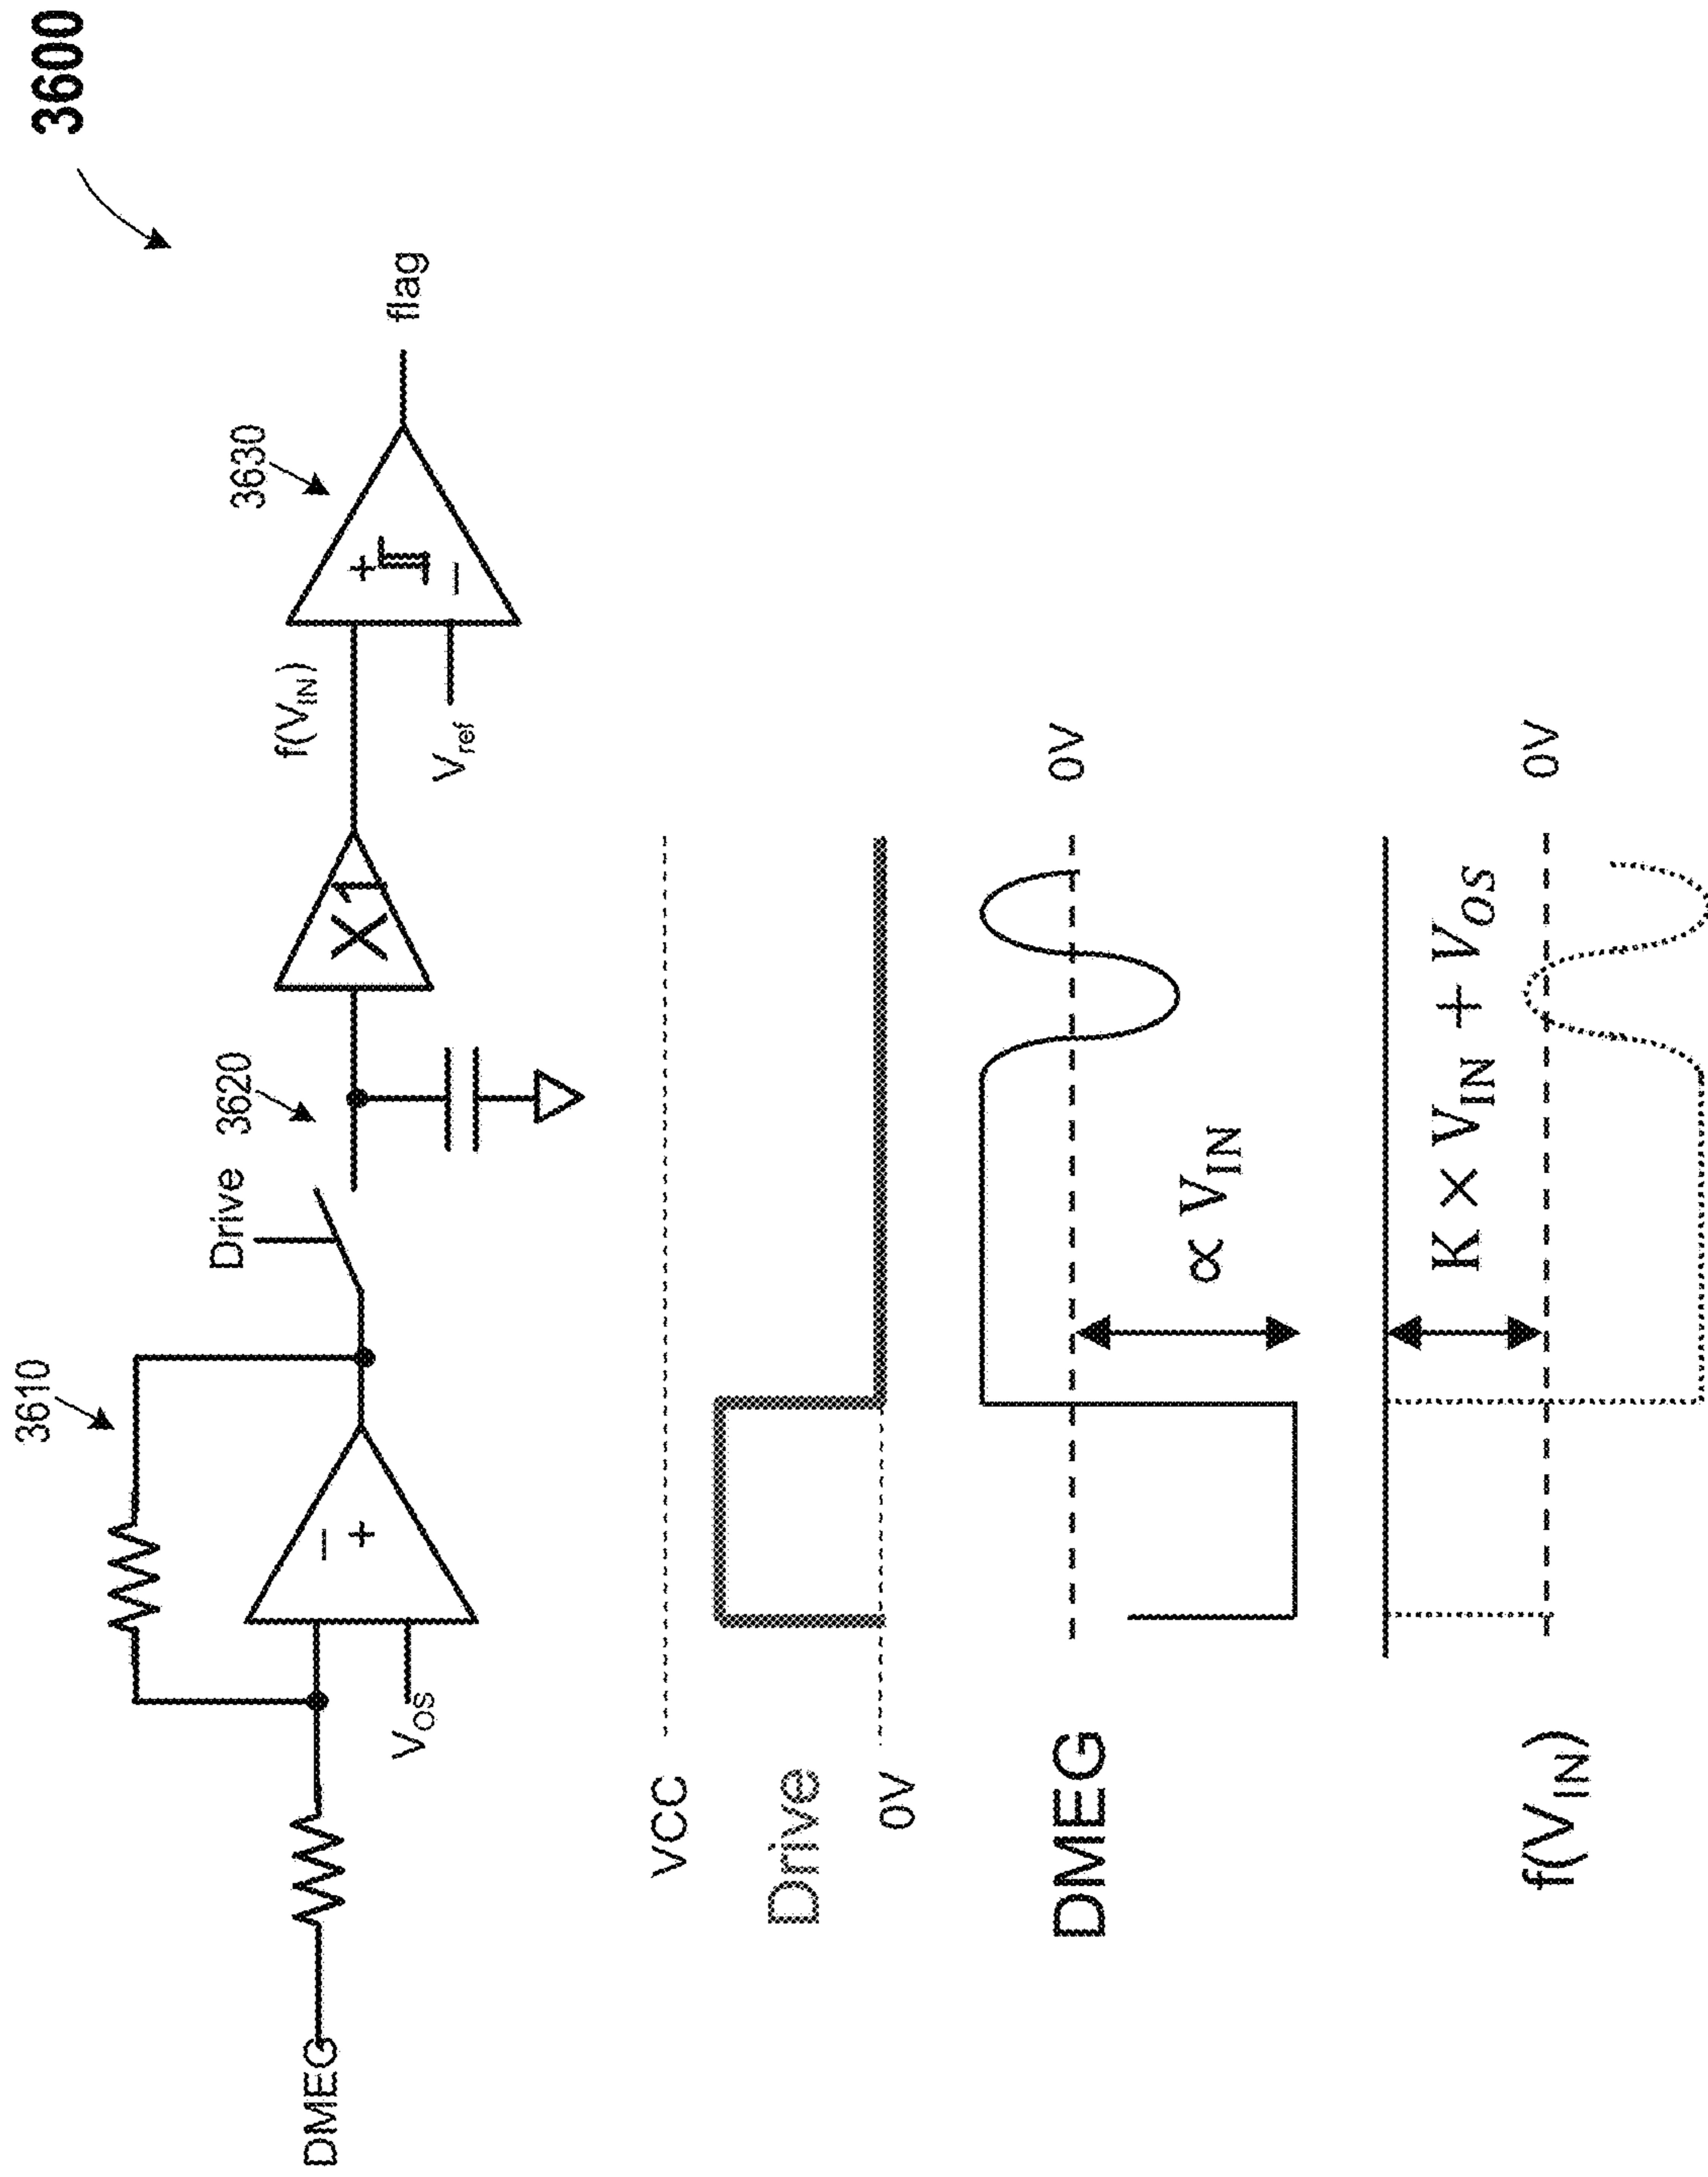 3600
3610
Drive
3620
3630
DMEG
V_OS
−
+
X1
f(V_IN)
V_ref
+
−
flag
VCC
Drive
0V
DMEG
0V
∝ V_IN
f(V_IN)
K × V_IN + V_OS
0V